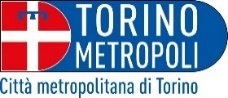 TORINO
METROPOLI
Città metropolitana di Torino